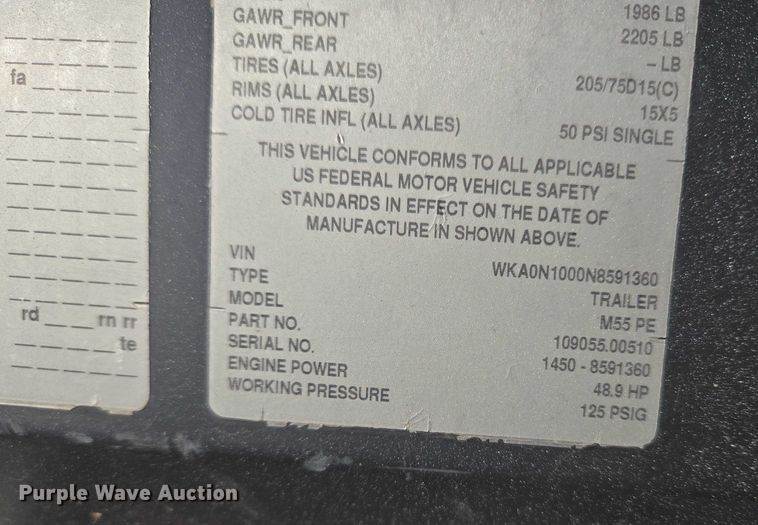 fa
rd rn rr
te
1986 LB
GAWR_FRONT 2205 LB
GAWR_REAR – LB
TIRES (ALL AXLES) 205/75D15(C)
RIMS (ALL AXLES) 15X5
COLD TIRE INFL (ALL AXLES) 50 PSI SINGLE
THIS VEHICLE CONFORMS TO ALL APPLICABLE
US FEDERAL MOTOR VEHICLE SAFETY
STANDARDS IN EFFECT ON THE DATE OF
MANUFACTURE IN SHOWN ABOVE.
VIN WKA0N1000N8591360
TYPE TRAILER
MODEL M55 PE
PART NO. 109055.00510
SERIAL NO. 1450 - 8591360
ENGINE POWER 48.9 HP
WORKING PRESSURE 125 PSIG
Purple Wave Auction